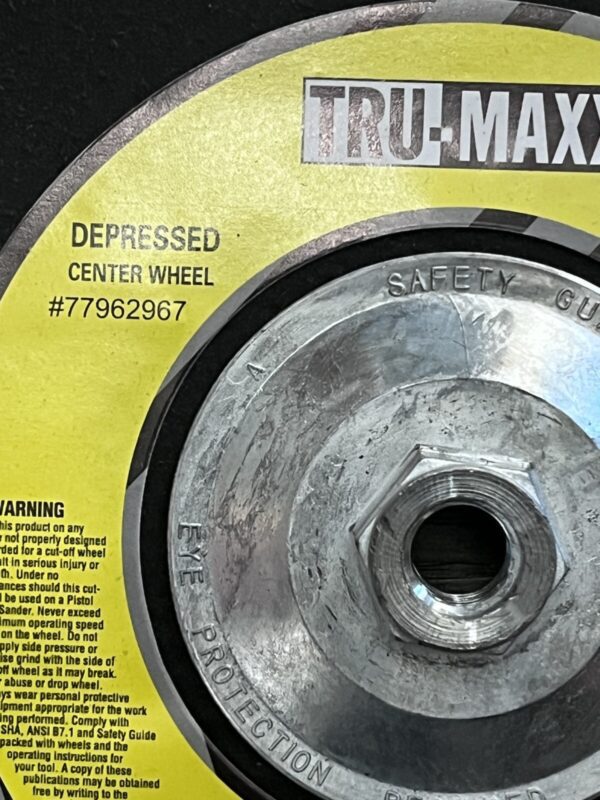 TRU-MAXX
DEPRESSED
CENTER WHEEL
#77962967
SAFETY GU
A
EYE PROTECTION
WARNING
his product on any
not properly designed
rded for a cut-off wheel
lt in serious injury or
th. Under no
ances should this cut-
be used on a Pistol
Sander. Never exceed
imum operating speed
on the wheel. Do not
pply side pressure or
ise grind with the side of
off wheel as it may break.
abuse or drop wheel.
ys wear personal protective
ipment appropriate for the work
ing performed. Comply with
SHA, ANSI B7.1 and Safety Guide
packed with wheels and the
operating instructions for
your tool. A copy of these
publications may be obtained
free by writing to the